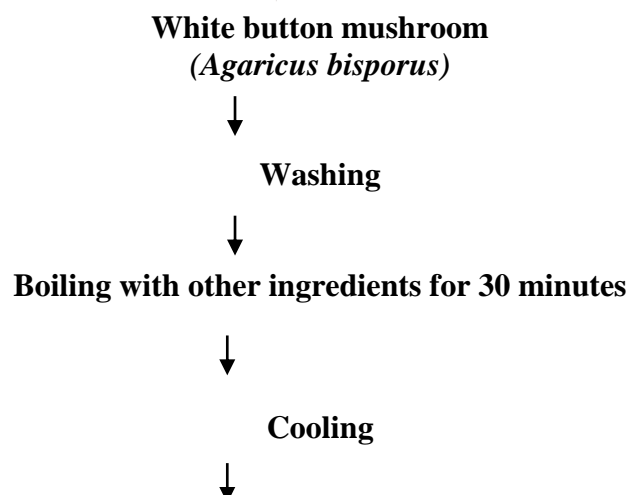 White button mushroom
(Agaricus bisporus)
Washing
Boiling with other ingredients for 30 minutes
Cooling